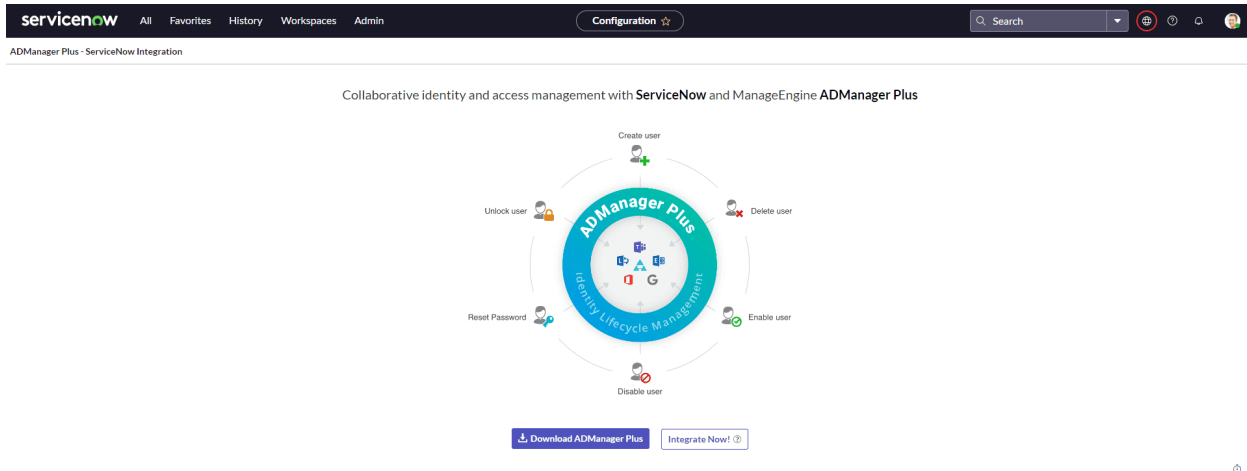 servicenow All Favorites History Workspaces Admin Configuration Search
ADManager Plus - ServiceNow Integration
Collaborative identity and access management with ServiceNow and ManageEngine ADManager Plus
Create user
Unlock user
Delete user
ADManager Plus
Identity Lifecycle Management
Reset Password
Enable user
Disable user
Download ADManager Plus
Integrate Now!